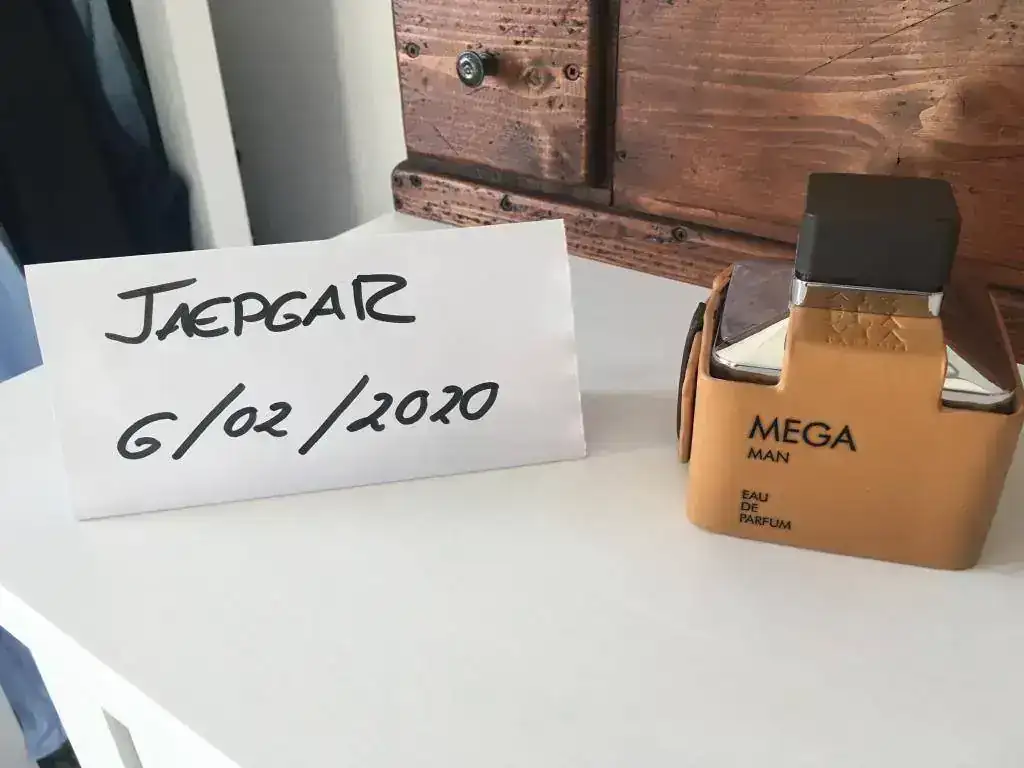 JAEPGAR
6/02/2020
MEGA
MAN
EAU
DE
PARFUM